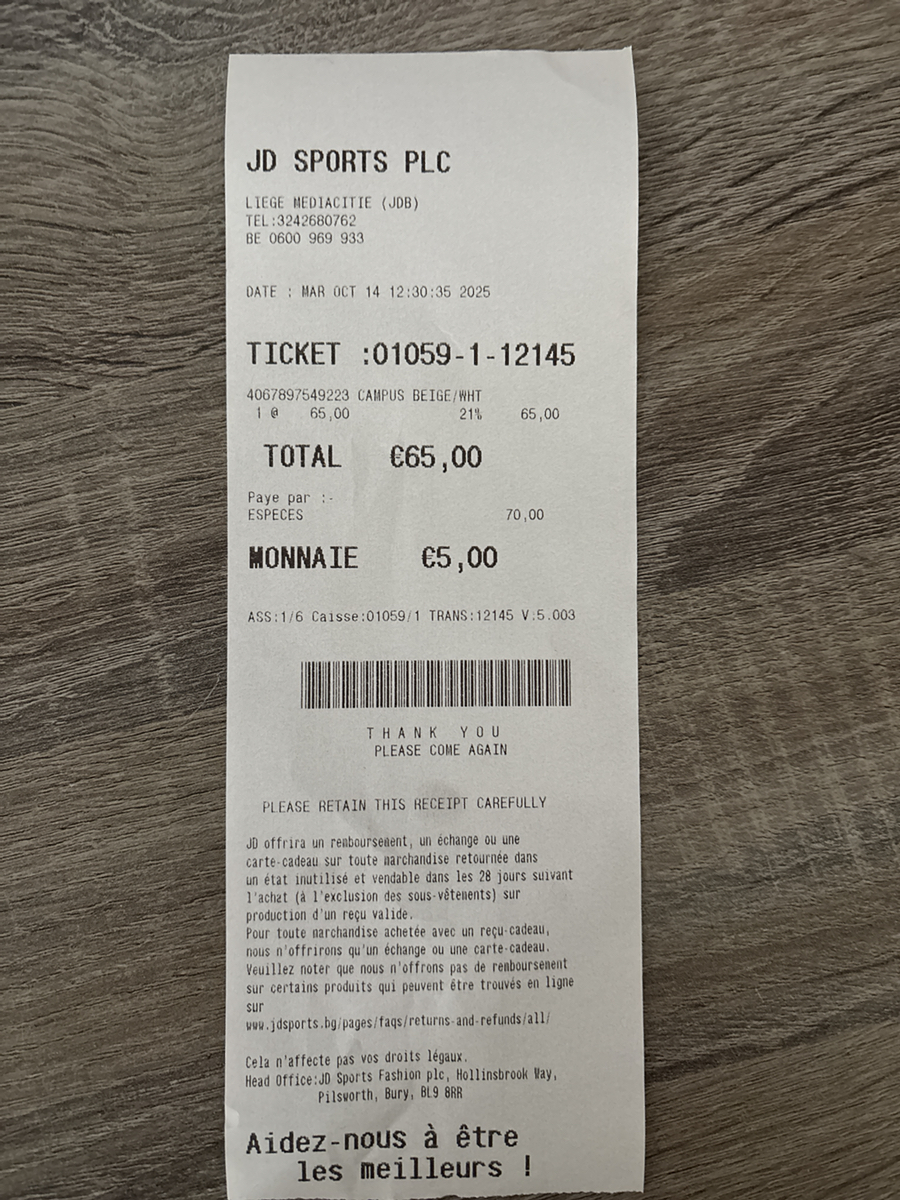 JD SPORTS PLC
LIEGE MEDIACITIE (JDB)
TEL:3242680762
BE 0600 969 933
DATE : MAR OCT 14 12:30:35 2025
TICKET :01059-1-12145
4067897549223 CAMPUS BEIGE/WHT
1 @ 65,00 21% 65,00
TOTAL €65,00
Paye par :-
ESPECES 70,00
MONNAIE €5,00
ASS:1/6 Caisse:01059/1 TRANS:12145 V:5.003
THANK YOU
PLEASE COME AGAIN
PLEASE RETAIN THIS RECEIPT CAREFULLY
JD offrira un remboursement, un échange ou une
carte-cadeau sur toute marchandise retournée dans
un état inutilisé et vendable dans les 28 jours suivant
l'achat (à l'exclusion des sous-vêtements) sur
production d'un reçu valide.
Pour toute marchandise achetée avec un reçu-cadeau,
nous n'offrirons qu'un échange ou une carte-cadeau.
Veuillez noter que nous n'offrons pas de remboursement
sur certains produits qui peuvent être trouvés en ligne
sur
www.jdsports.bg/pages/faqs/returns-and-refunds/all/
Cela n'affecte pas vos droits légaux.
Head Office:JD Sports Fashion plc, Hollinsbrook Way,
Pilsworth, Bury, BL9 8RR
Aidez-nous à être
les meilleurs !